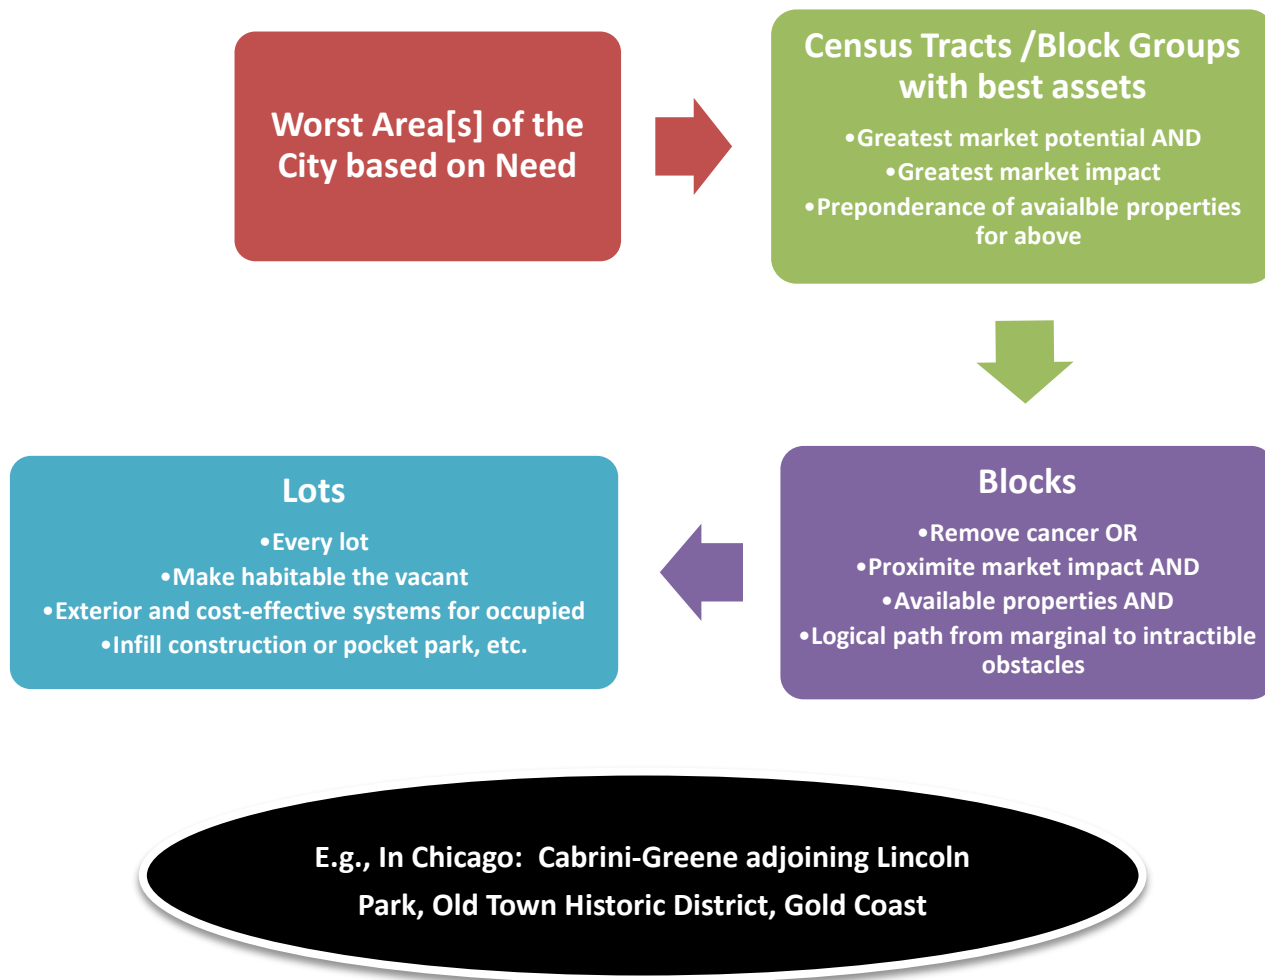 Worst Area[s] of the
City based on Need
Census Tracts /Block Groups
with best assets
•Greatest market potential AND
•Greatest market impact
•Preponderance of avaialble properties
for above
Blocks
•Remove cancer OR
•Proximite market impact AND
•Available properties AND
•Logical path from marginal to intractible
obstacles
Lots
•Every lot
•Make habitable the vacant
•Exterior and cost-effective systems for occupied
•Infill construction or pocket park, etc.
E.g., In Chicago:  Cabrini-Greene adjoining Lincoln
Park, Old Town Historic District, Gold Coast